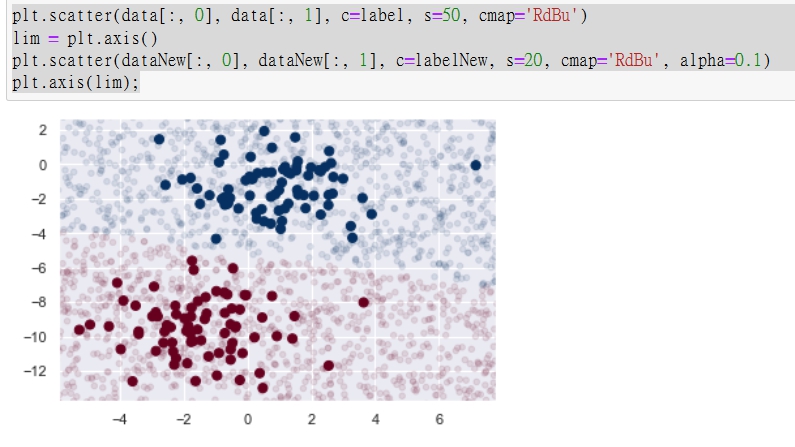 plt.scatter(data[:, 0], data[:, 1], c=label, s=50, cmap='RdBu')
lim = plt.axis()
plt.scatter(dataNew[:, 0], dataNew[:, 1], c=labelNew, s=20, cmap='RdBu', alpha=0.1)
plt.axis(lim);
2
0
−2
−4
−6
−8
−10
−12
−4 −2 0 2 4 6